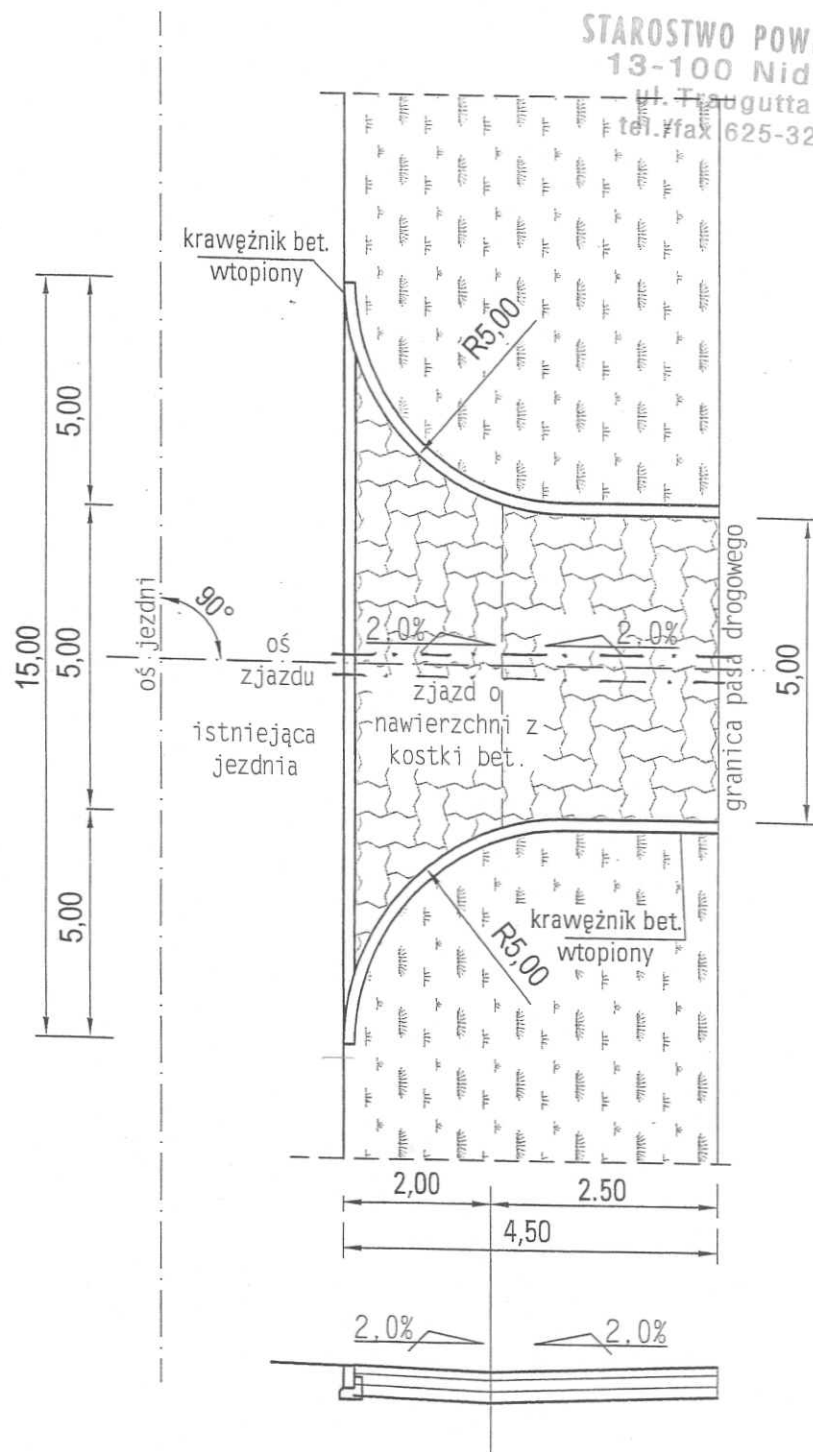 STAROSTWO POW
13-100 Nid
ul. Traugutta
tel./fax 625-32
krawężnik bet.
wtopiony
R5,00
5,00
15,00
5,00
5,00
90°
oś jezdni
oś
zjazdu
istniejąca
jezdnia
2.0%
2.0%
zjazd o
nawierzchni z
kostki bet.
granica pasa drogowego
5,00
R5,00
krawężnik bet.
wtopiony
2,00
2.50
4,50
2.0%
2.0%